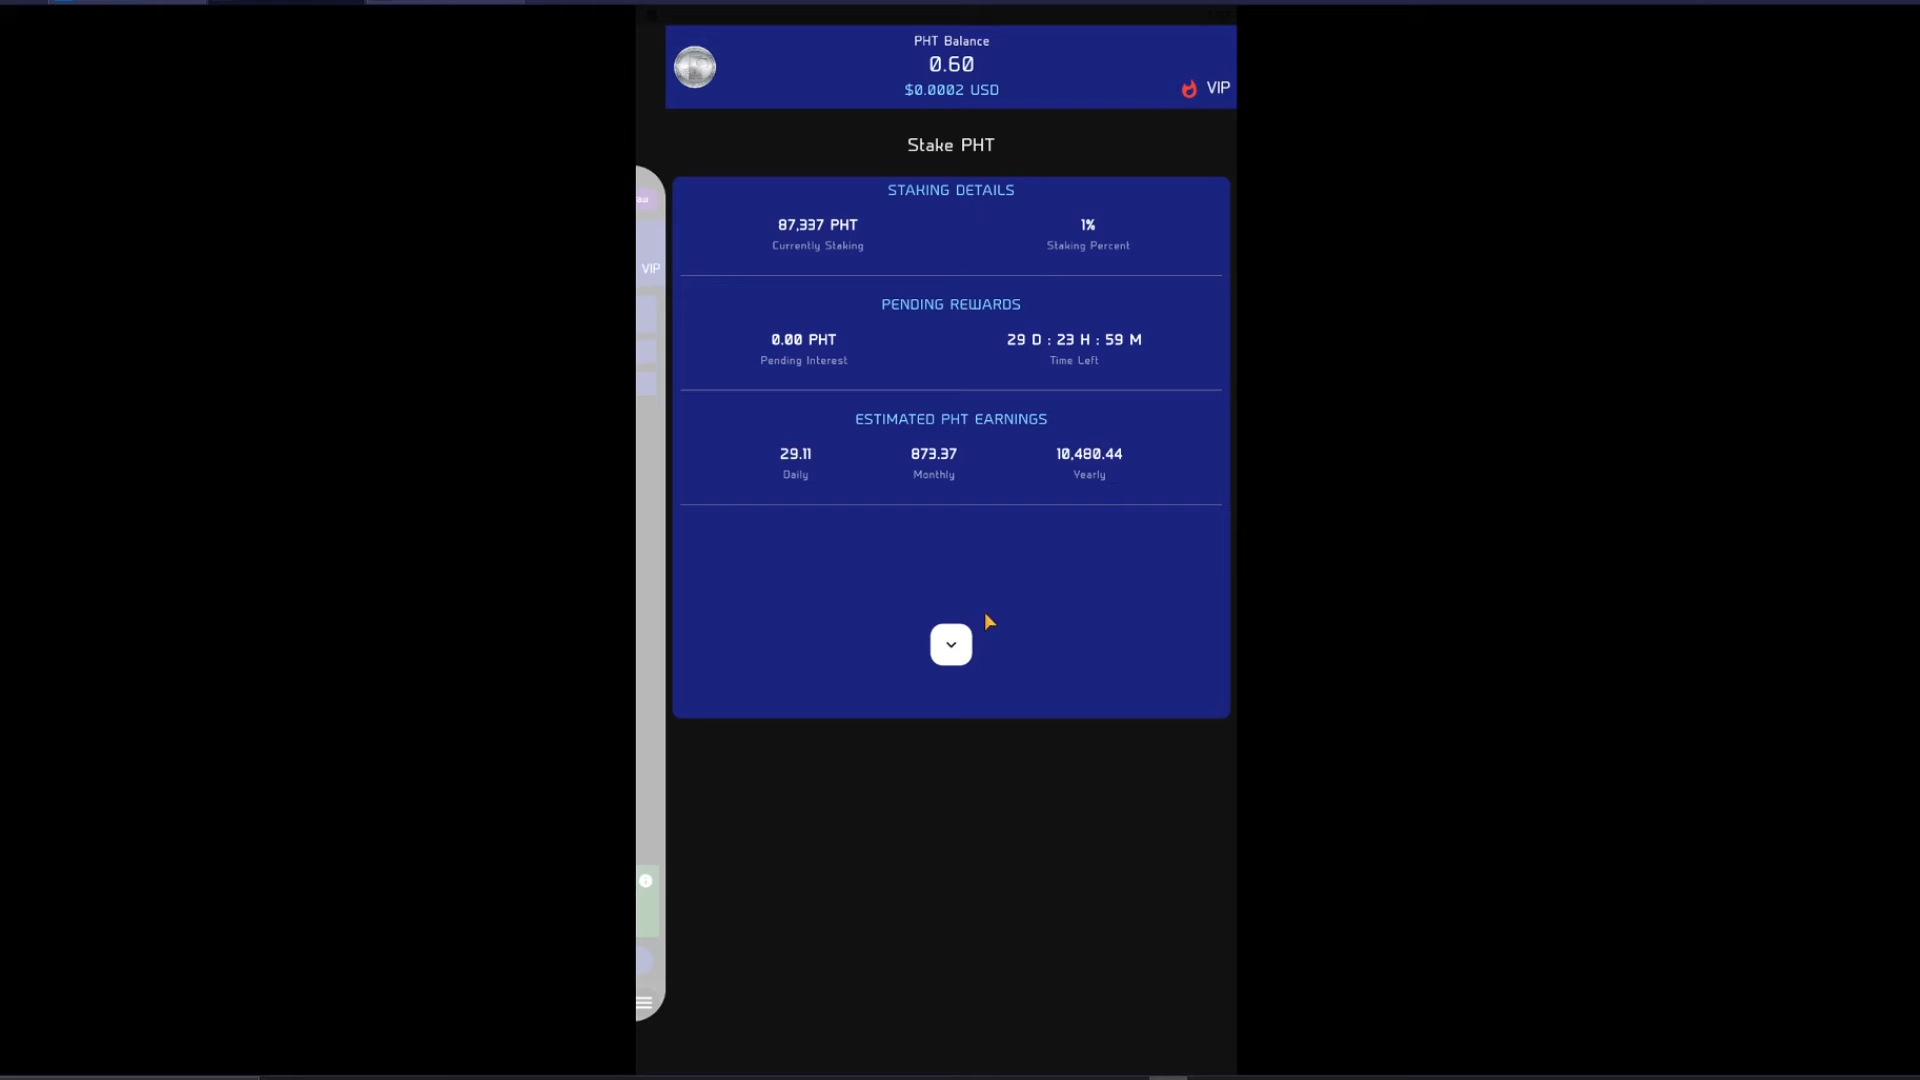 PHT Balance
0.60
$0.0002 USD
VIP
Stake PHT
STAKING DETAILS
87,337 PHT
1%
Currently Staking
Staking Percent
VIP
PENDING REWARDS
0.00 PHT
29 D : 23 H : 59 M
Pending Interest
Time Left
ESTIMATED PHT EARNINGS
29.11
873.37
10,480.44
Daily
Monthly
Yearly